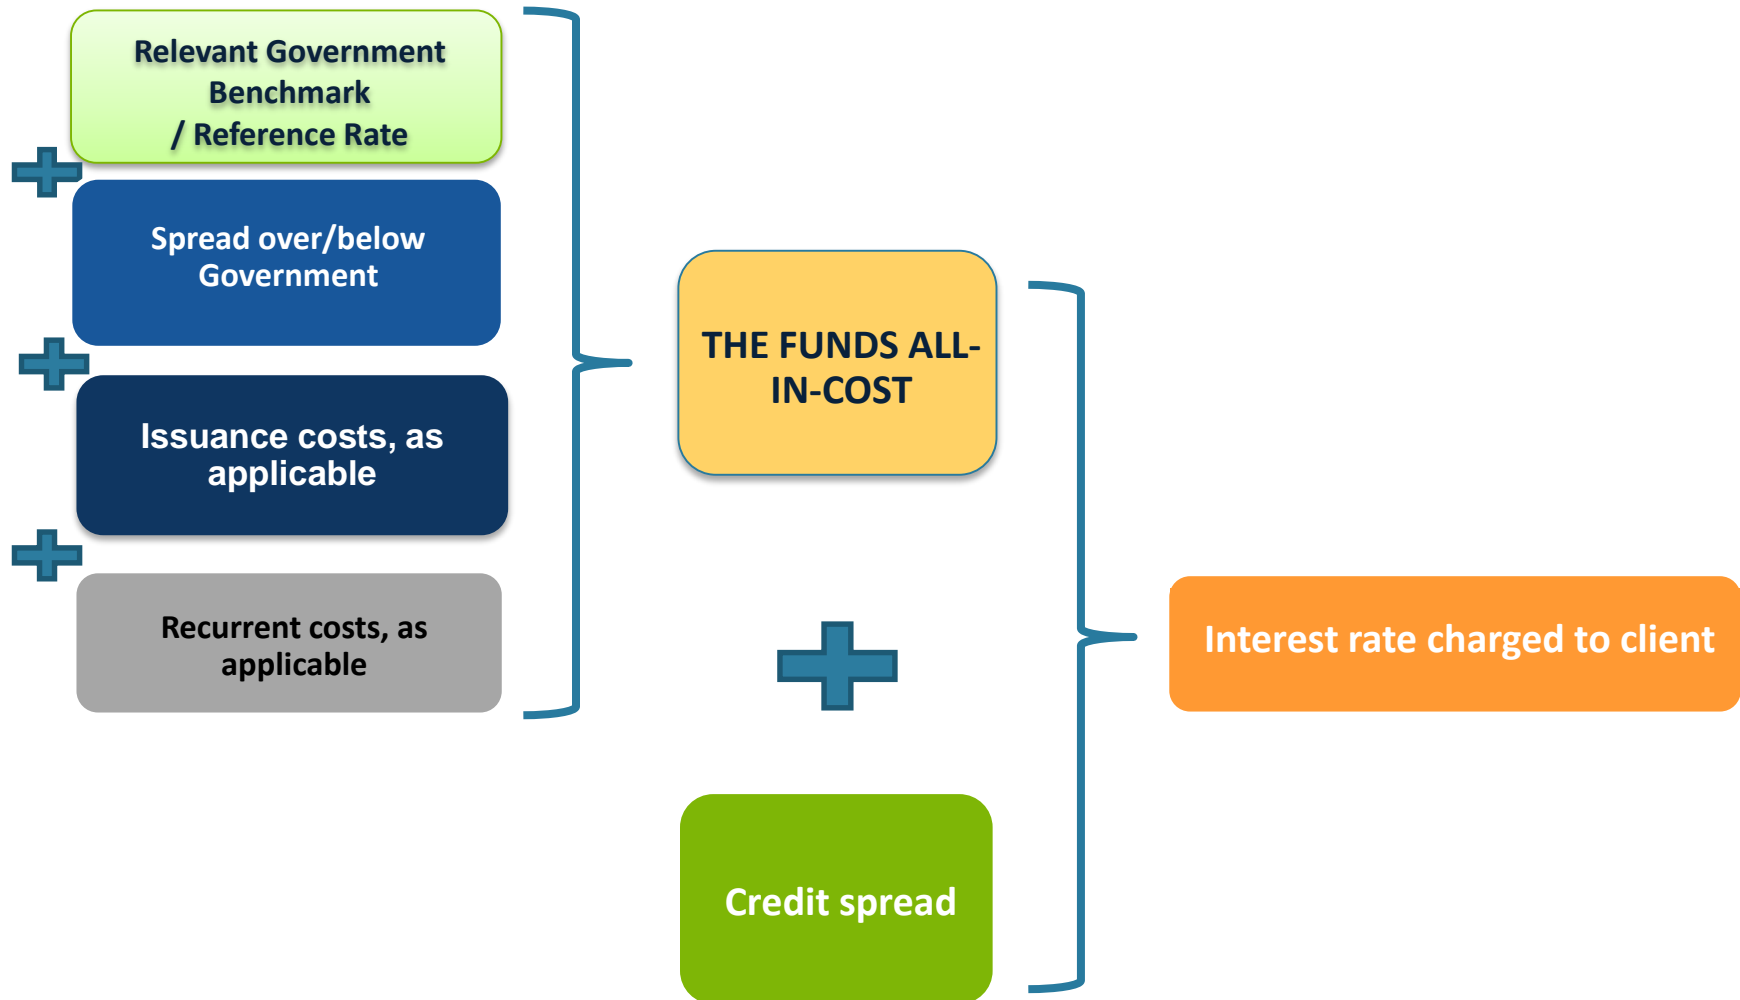 Relevant Government
Benchmark
/ Reference Rate
Spread over/below
Government
Issuance costs, as
applicable
Recurrent costs, as
applicable
THE FUNDS ALL-
IN-COST
Credit spread
Interest rate charged to client